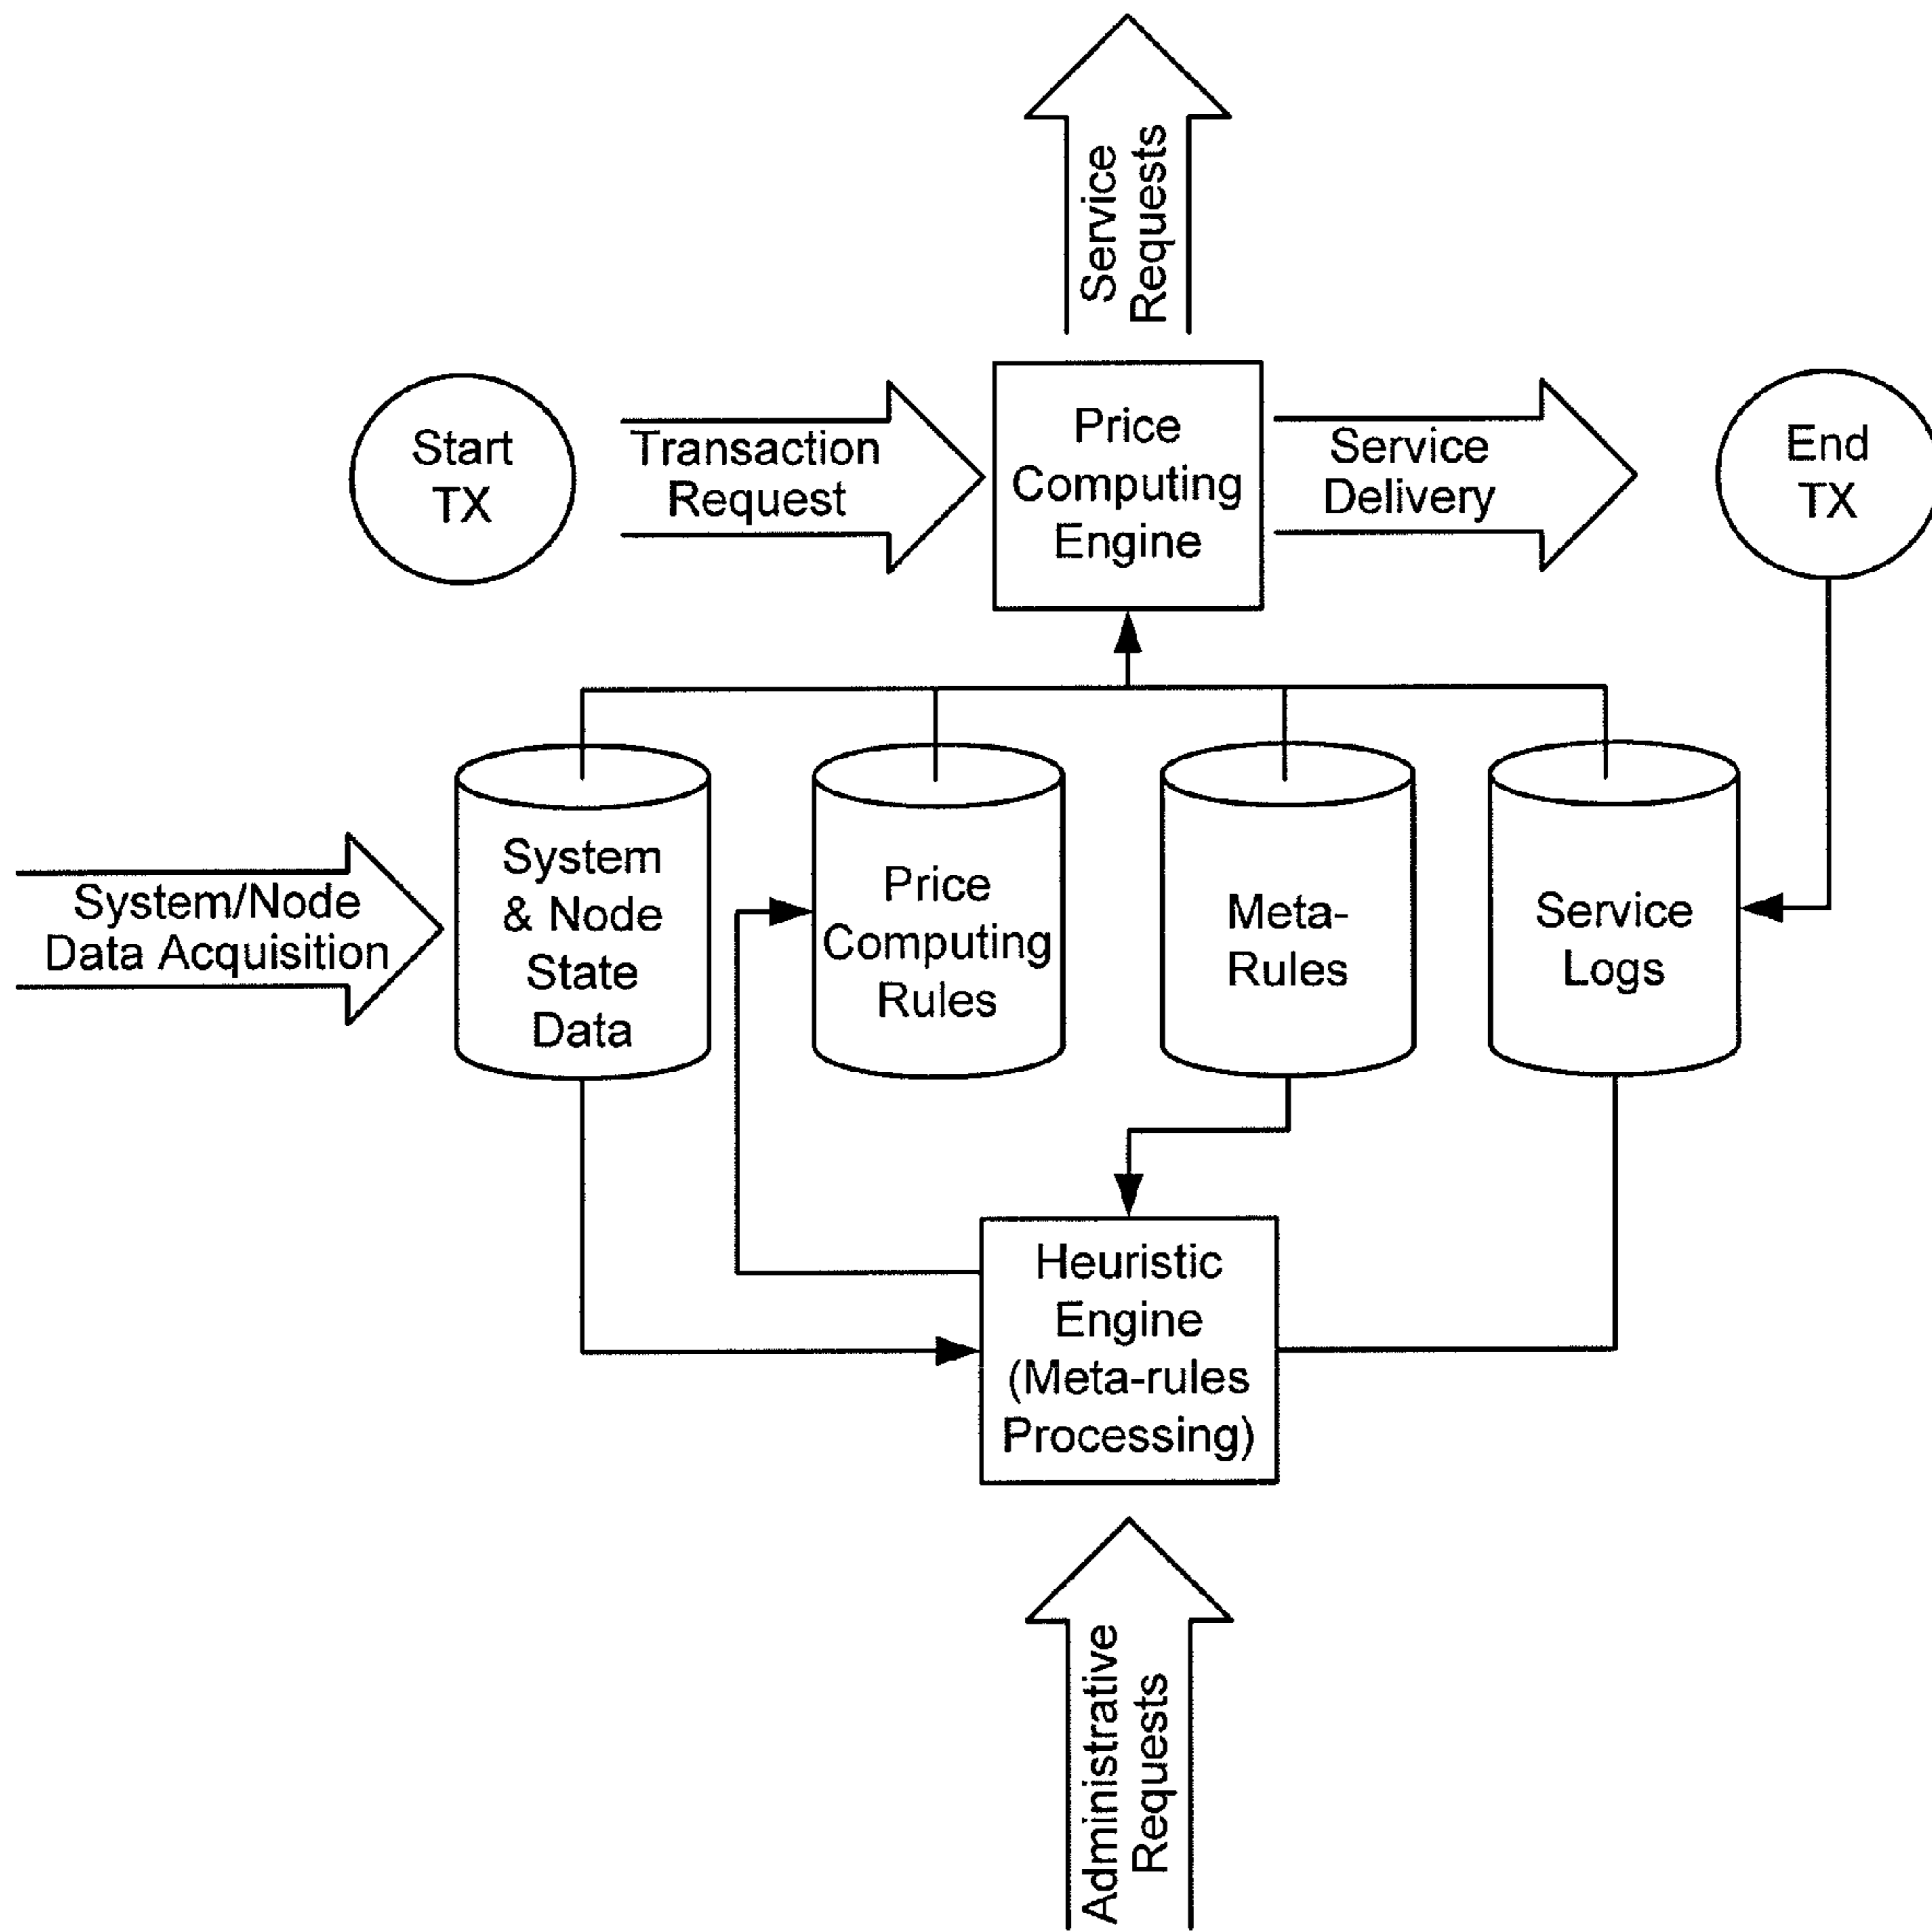 Service
Requests
Start
TX
Transaction
Request
Price
Computing
Engine
Service
Delivery
End
TX
System/Node
Data Acquisition
System
& Node
State
Data
Price
Computing
Rules
Meta-
Rules
Service
Logs
Heuristic
Engine
(Meta-rules
Processing)
Administrative
Requests